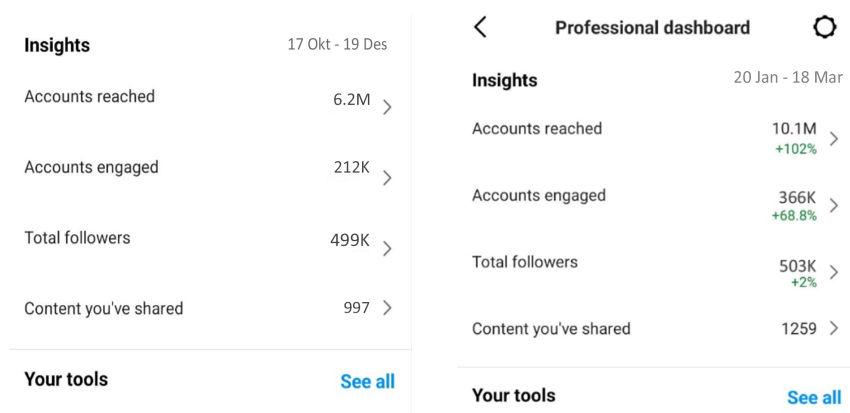 Insights 17 Okt - 19 Des
Accounts reached 6.2M
Accounts engaged 212K
Total followers 499K
Content you've shared 997
Your tools See all
Professional dashboard
Insights 20 Jan - 18 Mar
Accounts reached 10.1M
+102%
Accounts engaged 366K
+68.8%
Total followers 503K
+2%
Content you've shared 1259
Your tools See all